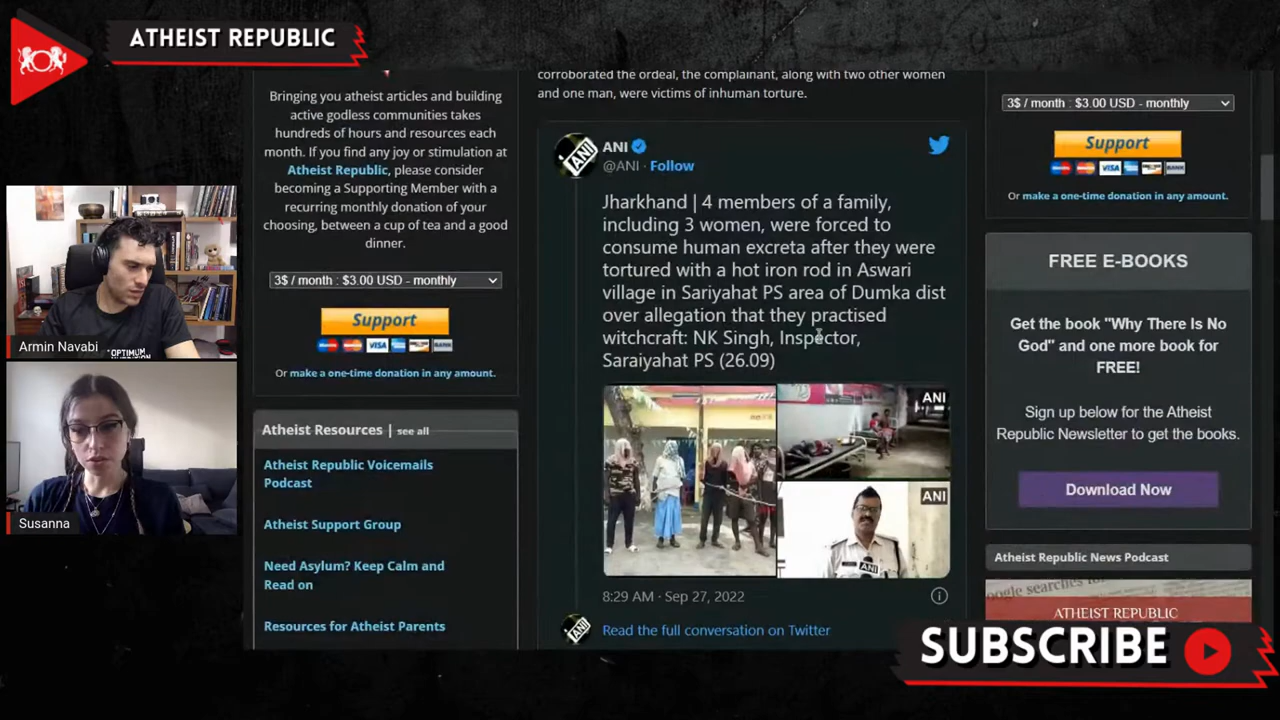 ATHEIST REPUBLIC
Bringing you atheist articles and building
active godless communities takes
hundreds of hours and resources each
month. If you find any joy or stimulation at
Atheist Republic, please consider
becoming a Supporting Member with a
recurring monthly donation of your
choosing, between a cup of tea and a good
dinner.
3$ / month : $3.00 USD - monthly
Support
VISA
Or make a one-time donation in any amount.
Atheist Resources | see all
Atheist Republic Voicemails
Podcast
Atheist Support Group
Need Asylum? Keep Calm and
Read on
Resources for Atheist Parents
corroborated the ordeal, the complainant, along with two other women
and one man, were victims of inhuman torture.
ANI
ANI
@ANI · Follow
Jharkhand | 4 members of a family,
including 3 women, were forced to
consume human excreta after they were
tortured with a hot iron rod in Aswari
village in Sariyahat PS area of Dumka dist
over allegation that they practised
witchcraft: NK Singh, Inspector,
Saraiyahat PS (26.09)
ANI
ANI
ANI
8:29 AM · Sep 27, 2022
ANI
Read the full conversation on Twitter
3$ / month : $3.00 USD - monthly
Support
VISA
Or make a one-time donation in any amount.
FREE E-BOOKS
Get the book "Why There Is No
God" and one more book for
FREE!
Sign up below for the Atheist
Republic Newsletter to get the books.
Download Now
Atheist Republic News Podcast
oogle searches for
ATHEIST REPUBLIC
Armin Navabi
OPTIMUM
NUTRITION
Susanna
SUBSCRIBE